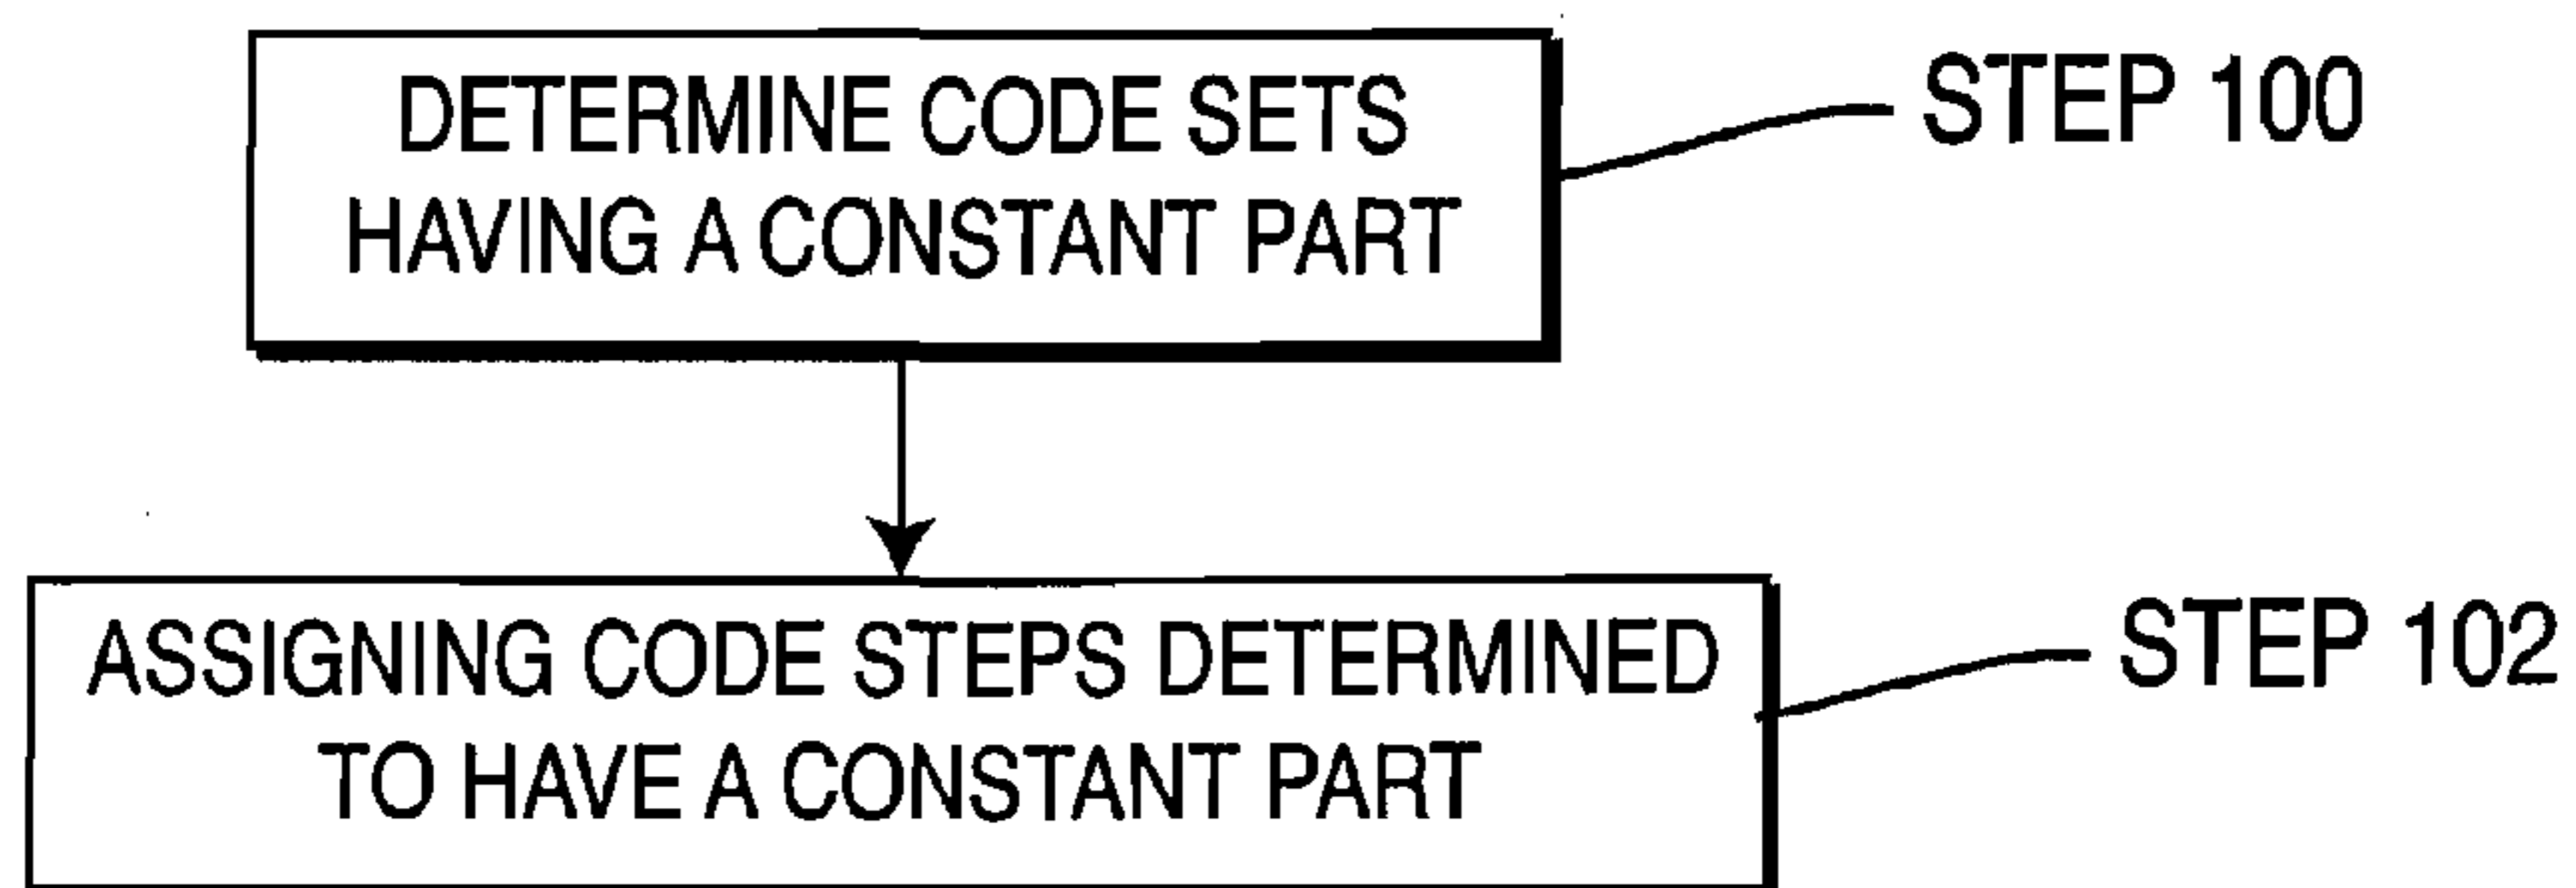 DETERMINE CODE SETS
HAVING A CONSTANT PART
STEP 100
ASSIGNING CODE STEPS DETERMINED
TO HAVE A CONSTANT PART
STEP 102